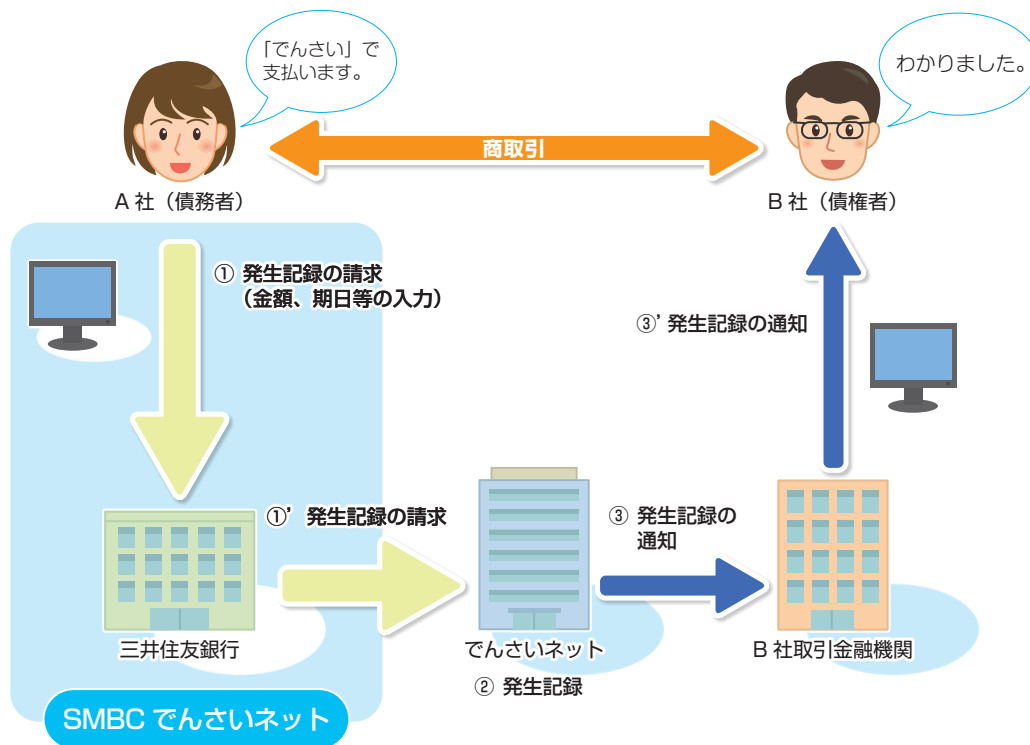 「でんさい」で
支払います。
わかりました。
商取引
A 社（債務者）
B 社（債権者）
① 発生記録の請求
（金額、期日等の入力）
③’ 発生記録の通知
①’ 発生記録の請求
③ 発生記録の
通知
三井住友銀行
でんさいネット
B 社取引金融機関
② 発生記録
SMBC でんさいネット